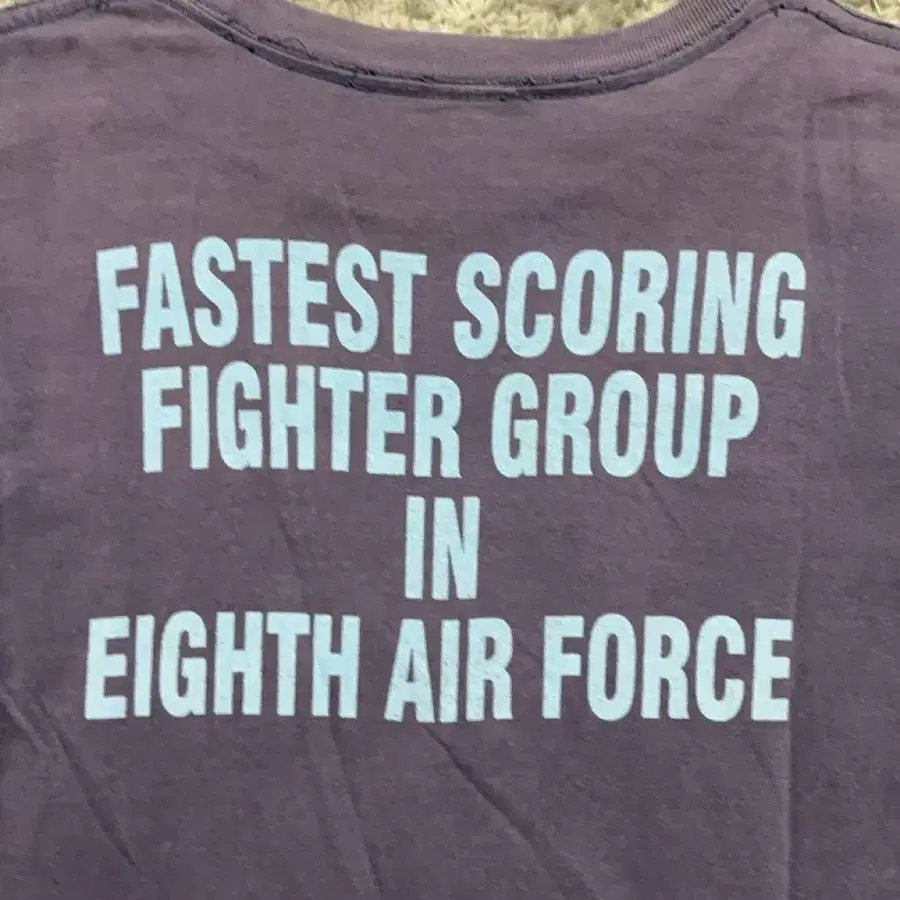 FASTEST SCORING
FIGHTER GROUP
IN
EIGHTH AIR FORCE